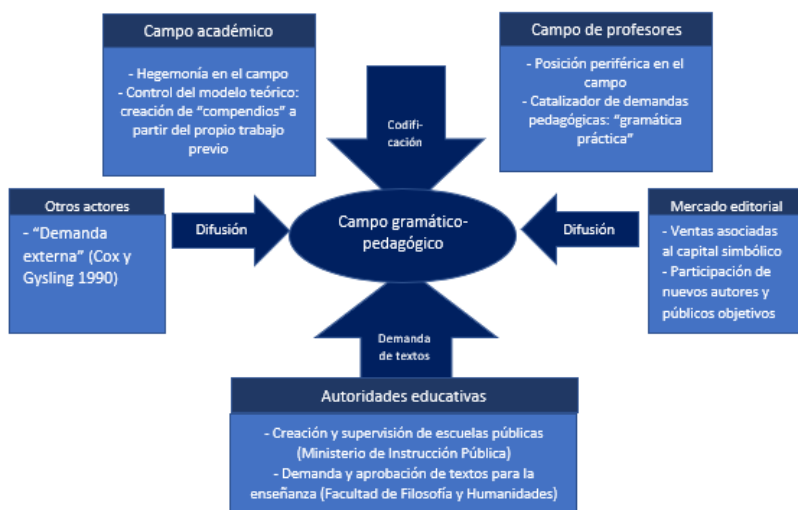 Campo académico
- Hegemonía en el campo
- Control del modelo teórico:
creación de “compendios” a
partir del propio trabajo
previo
Codifi-
cación
Campo de profesores
- Posición periférica en el
campo
- Catalizador de demandas
pedagógicas: “gramática
práctica”
Otros actores
- “Demanda
externa” (Cox y
Gysling 1990)
Difusión
Campo gramático-
pedagógico
Difusión
Mercado editorial
- Ventas asociadas
al capital simbólico
- Participación de
nuevos autores y
públicos objetivos
Demanda
de textos
Autoridades educativas
- Creación y supervisión de escuelas públicas
(Ministerio de Instrucción Pública)
- Demanda y aprobación de textos para la
enseñanza (Facultad de Filosofía y Humanidades)